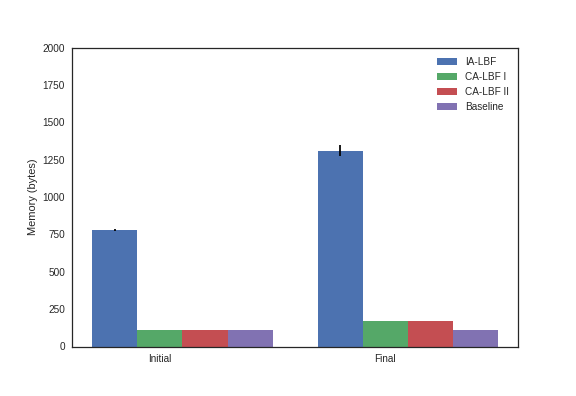 2000
1750
1500
1250
1000
750
500
250
0
Memory (bytes)
Initial
Final
IA-LBF
CA-LBF I
CA-LBF II
Baseline